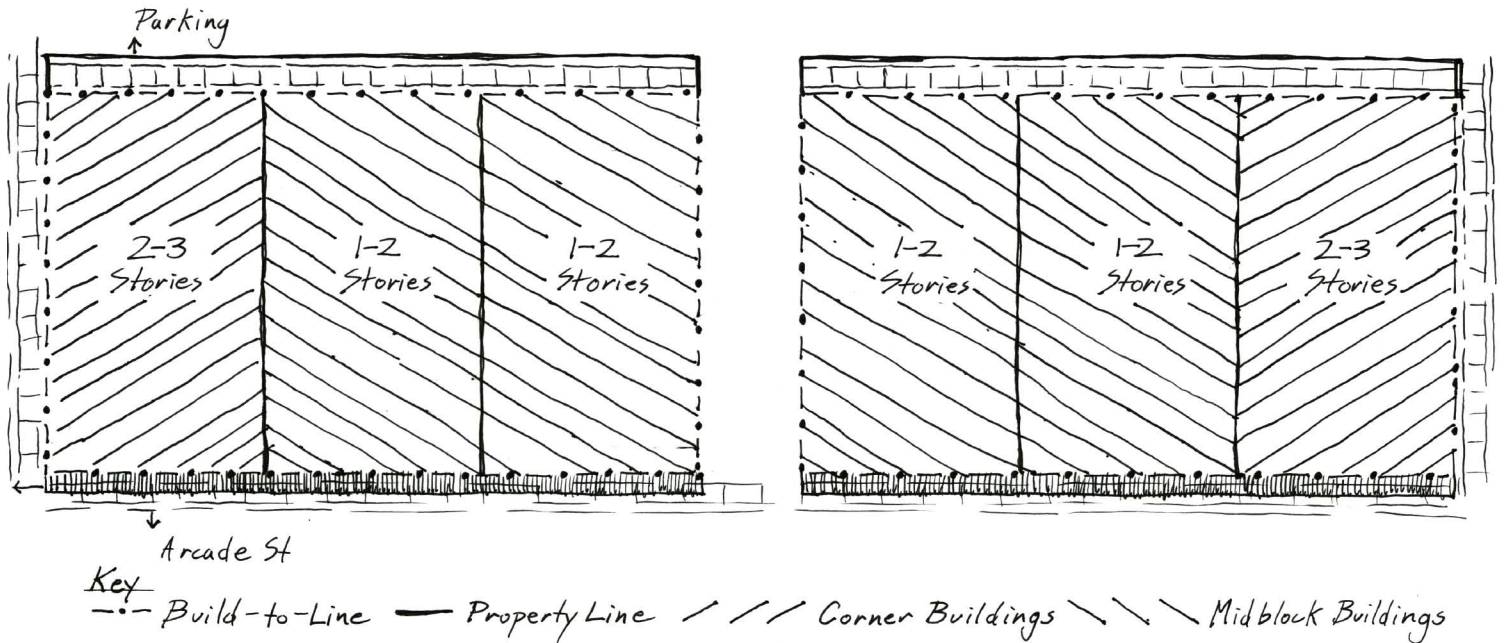 Parking
2-3
Stories
1-2
Stories
1-2
Stories
1-2
Stories
1-2
Stories
2-3
Stories
Arcade St
Key
Build-to-Line Property Line Corner Buildings Midblock Buildings